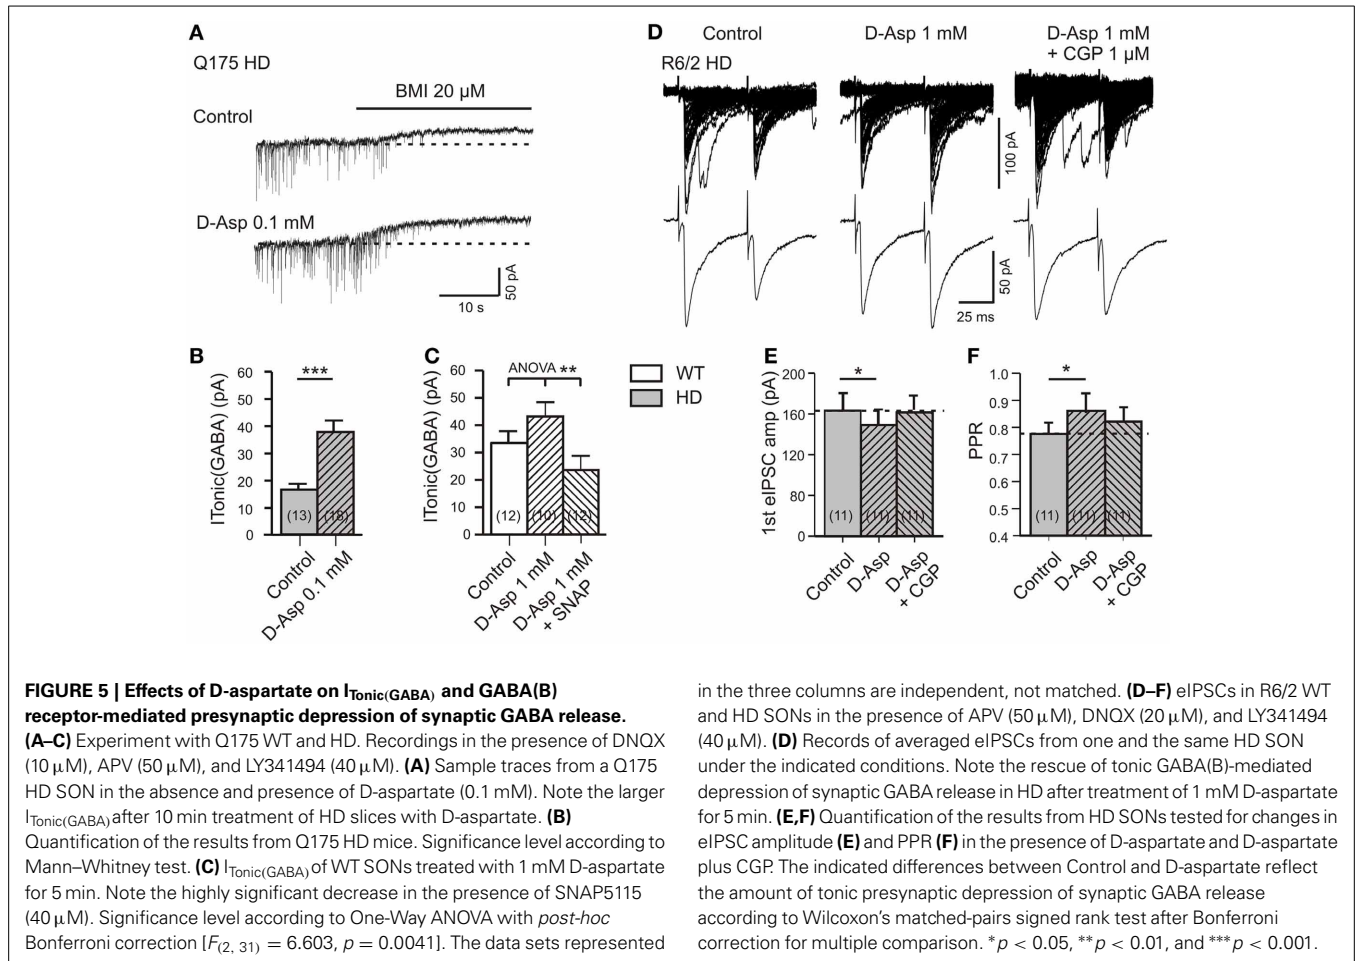 A
Q175 HD
BMI 20 µM
Control
D-Asp 0.1 mM
50 pA
10 s
D
Control
D-Asp 1 mM
D-Asp 1 mM
+ CGP 1 µM
R6/2 HD
100 pA
50 pA
25 ms
B
ITonic(GABA) (pA)
60
50
40
30
20
10
0
***
(13)
(18)
Control
D-Asp 0.1 mM
C
ITonic(GABA) (pA)
60
50
40
30
20
10
0
ANOVA **
(12)
(10)
(12)
Control
D-Asp 1 mM
D-Asp 1 mM
+ SNAP
WT
HD
E
1st eIPSC amp (pA)
200
160
120
80
0
*
(11)
(11)
(11)
Control
D-Asp
D-Asp
+ CGP
F
PPR
1.0
0.9
0.8
0.7
0.6
0.5
0.4
*
(11)
(11)
(11)
Control
D-Asp
D-Asp
+ CGP
FIGURE 5 | Effects of D-aspartate on ITonic(GABA) and GABA(B)
receptor-mediated presynaptic depression of synaptic GABA release.
(A–C) Experiment with Q175 WT and HD. Recordings in the presence of DNQX
(10 µM), APV (50 µM), and LY341494 (40 µM). (A) Sample traces from a Q175
HD SON in the absence and presence of D-aspartate (0.1 mM). Note the larger
ITonic(GABA) after 10 min treatment of HD slices with D-aspartate. (B)
Quantification of the results from Q175 HD mice. Significance level according to
Mann–Whitney test. (C) ITonic(GABA) of WT SONs treated with 1 mM D-aspartate
for 5 min. Note the highly significant decrease in the presence of SNAP5115
(40 µM). Significance level according to One-Way ANOVA with post-hoc
Bonferroni correction [F(2, 31) = 6.603, p = 0.0041]. The data sets represented
in the three columns are independent, not matched. (D–F) eIPSCs in R6/2 WT
and HD SONs in the presence of APV (50 µM), DNQX (20 µM), and LY341494
(40 µM). (D) Records of averaged eIPSCs from one and the same HD SON
under the indicated conditions. Note the rescue of tonic GABA(B)-mediated
depression of synaptic GABA release in HD after treatment of 1 mM D-aspartate
for 5 min. (E,F) Quantification of the results from HD SONs tested for changes in
eIPSC amplitude (E) and PPR (F) in the presence of D-aspartate and D-aspartate
plus CGP. The indicated differences between Control and D-aspartate reflect
the amount of tonic presynaptic depression of synaptic GABA release
according to Wilcoxon's matched-pairs signed rank test after Bonferroni
correction for multiple comparison. *p < 0.05, **p < 0.01, and ***p < 0.001.